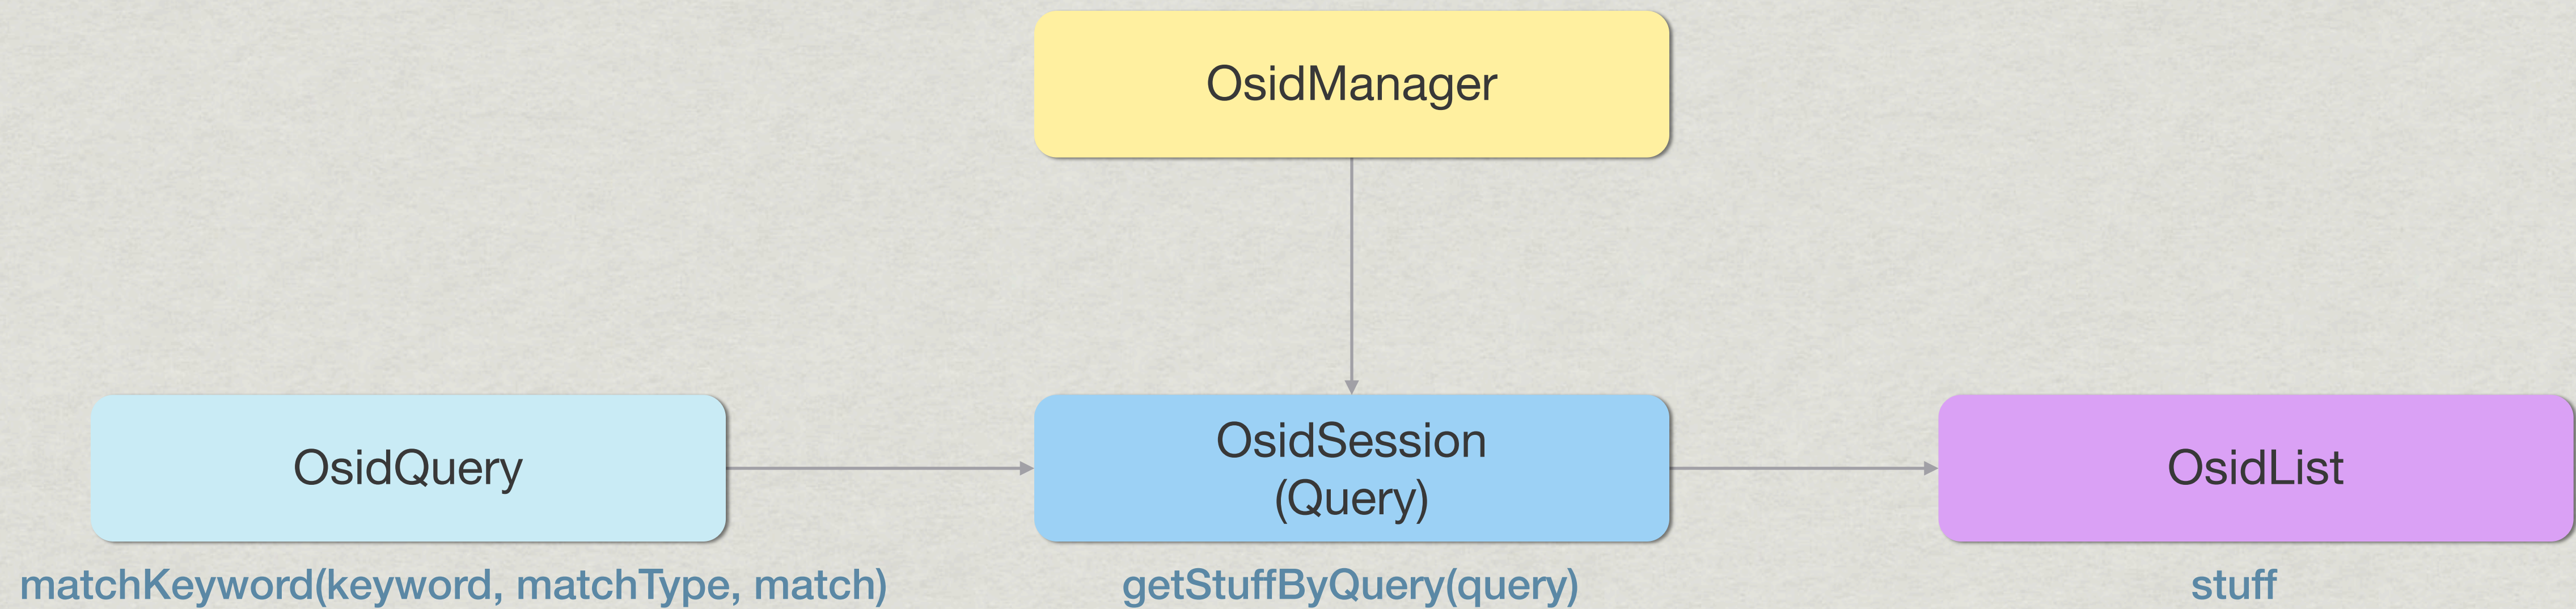 OsidManager
OsidQuery
OsidSession
(Query)
OsidList
matchKeyword(keyword, matchType, match)
getStuffByQuery(query)
stuff